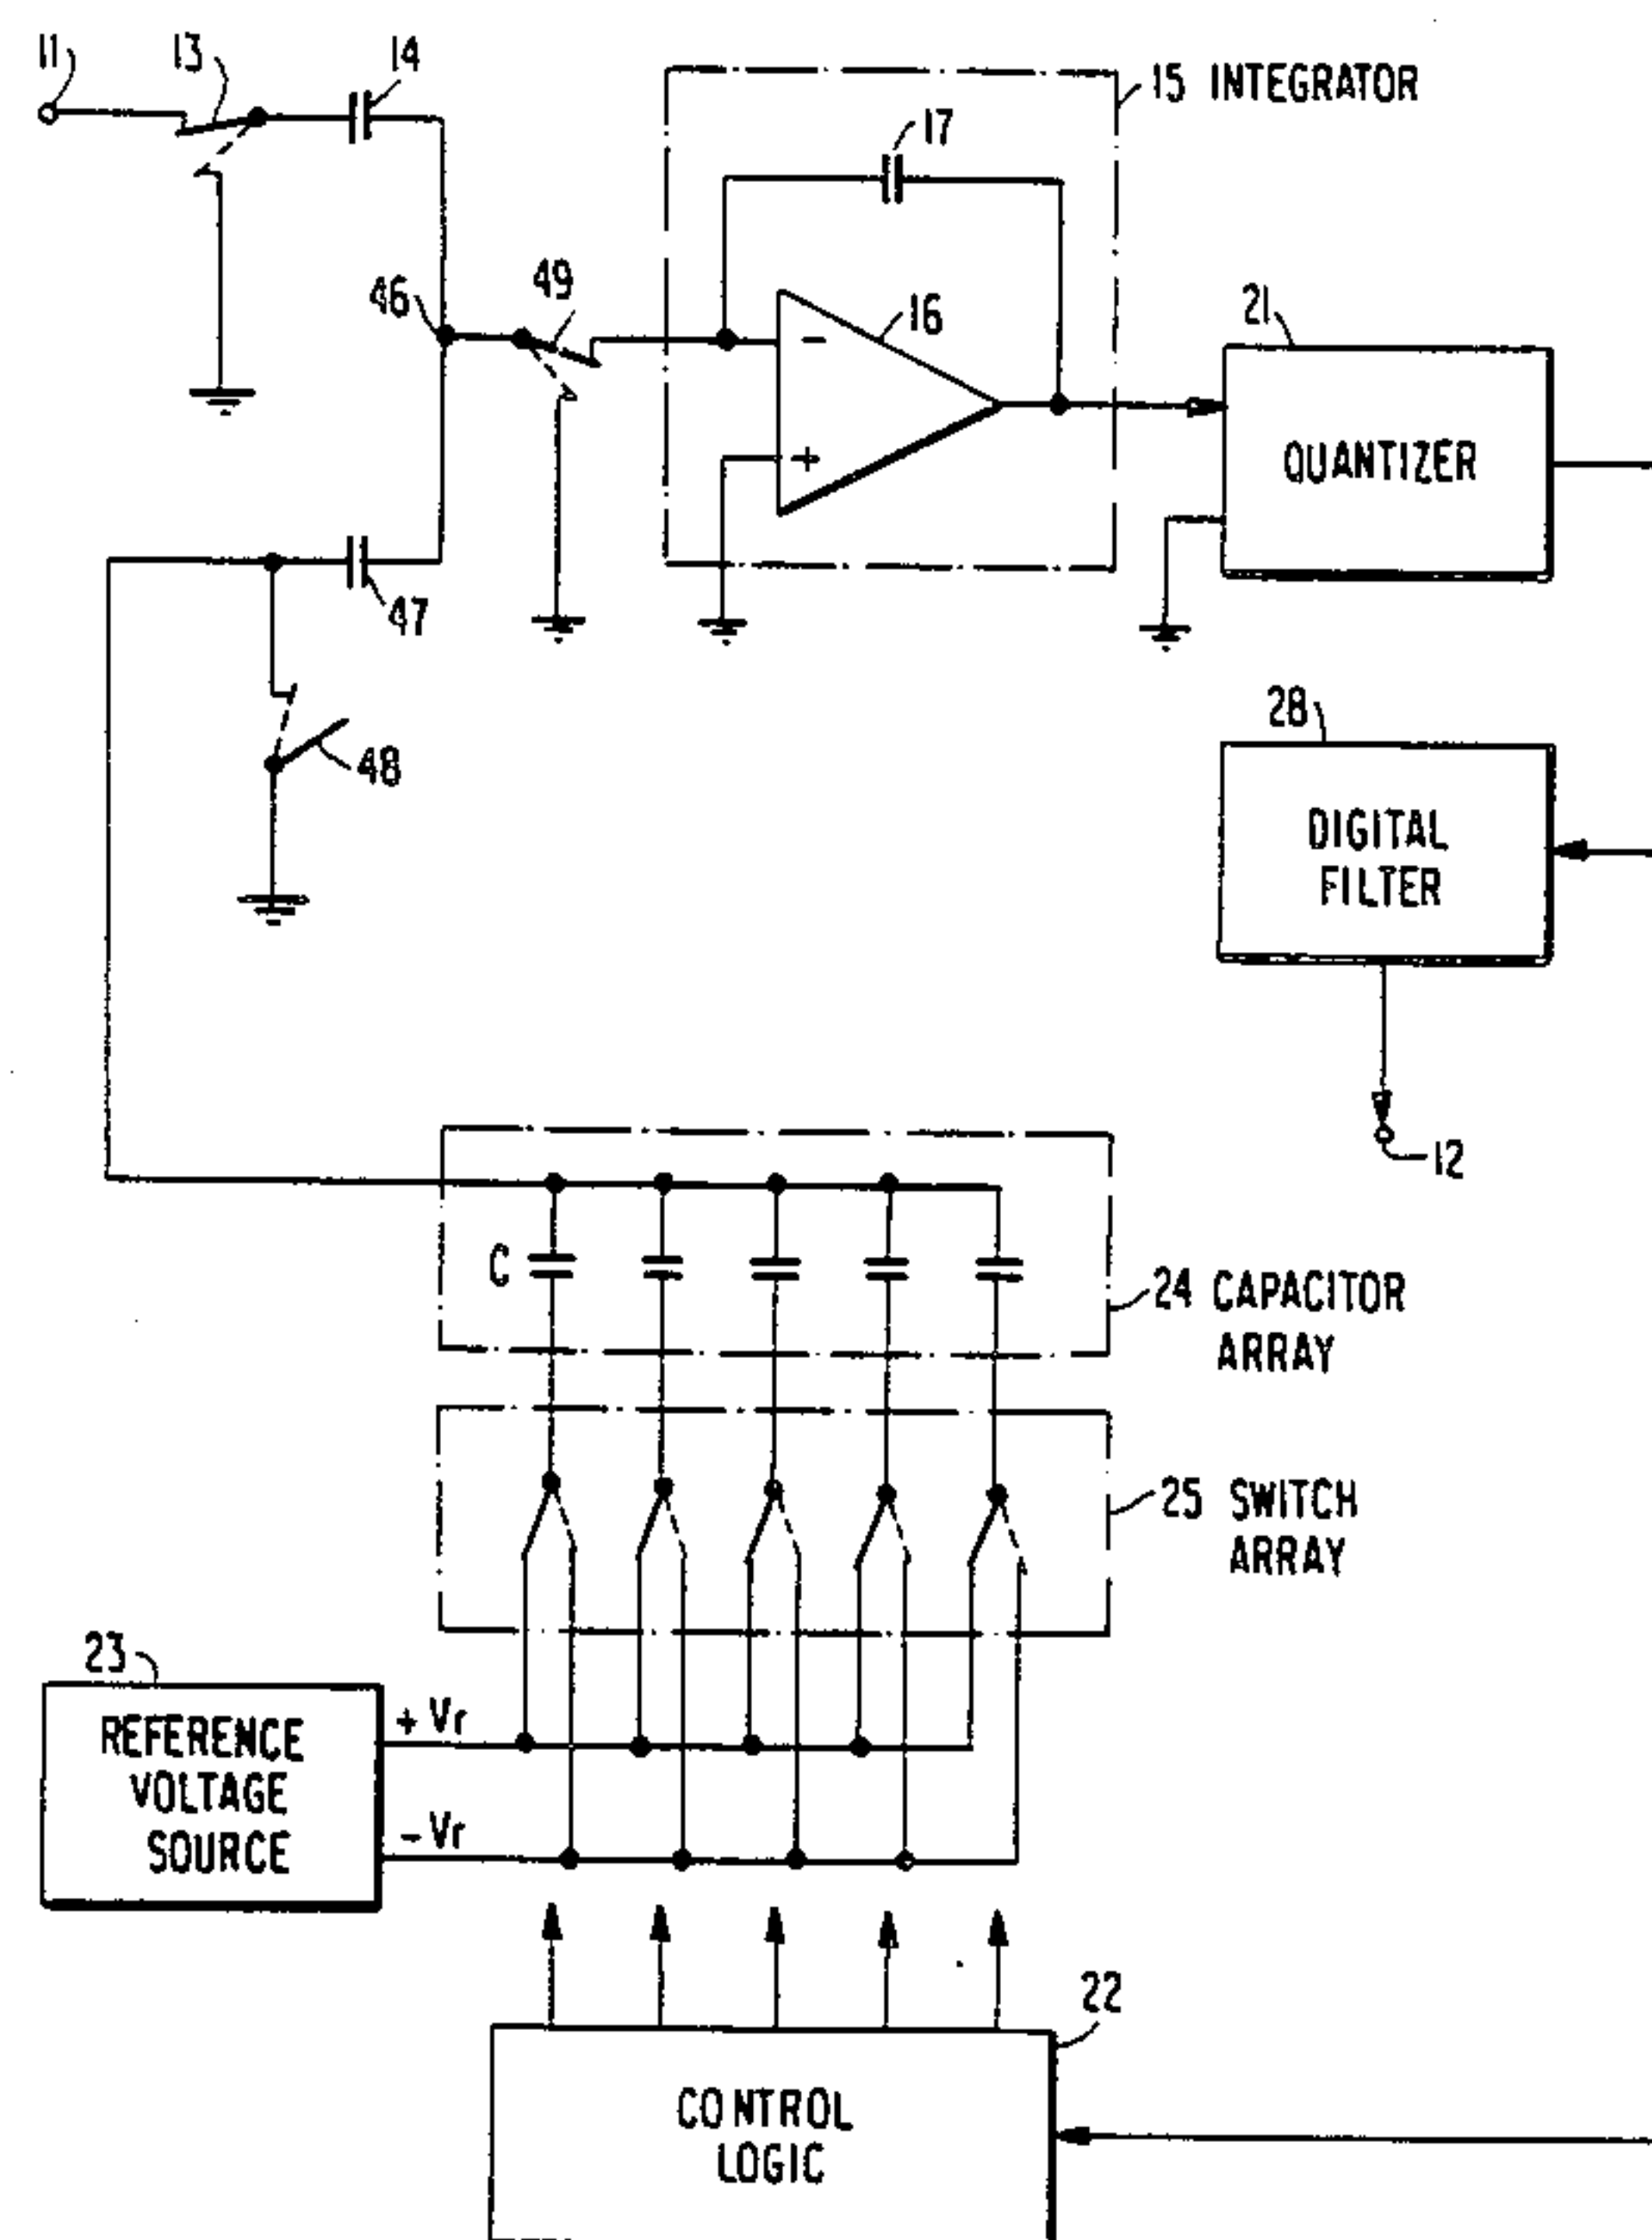 11
13
14
15 INTEGRATOR
17
46
49
16
21
QUANTIZER
-
+
47
48
28
DIGITAL
FILTER
12
C
24 CAPACITOR
ARRAY
25 SWITCH
ARRAY
23
REFERENCE
VOLTAGE
SOURCE
+ Vr
- Vr
22
CONTROL
LOGIC